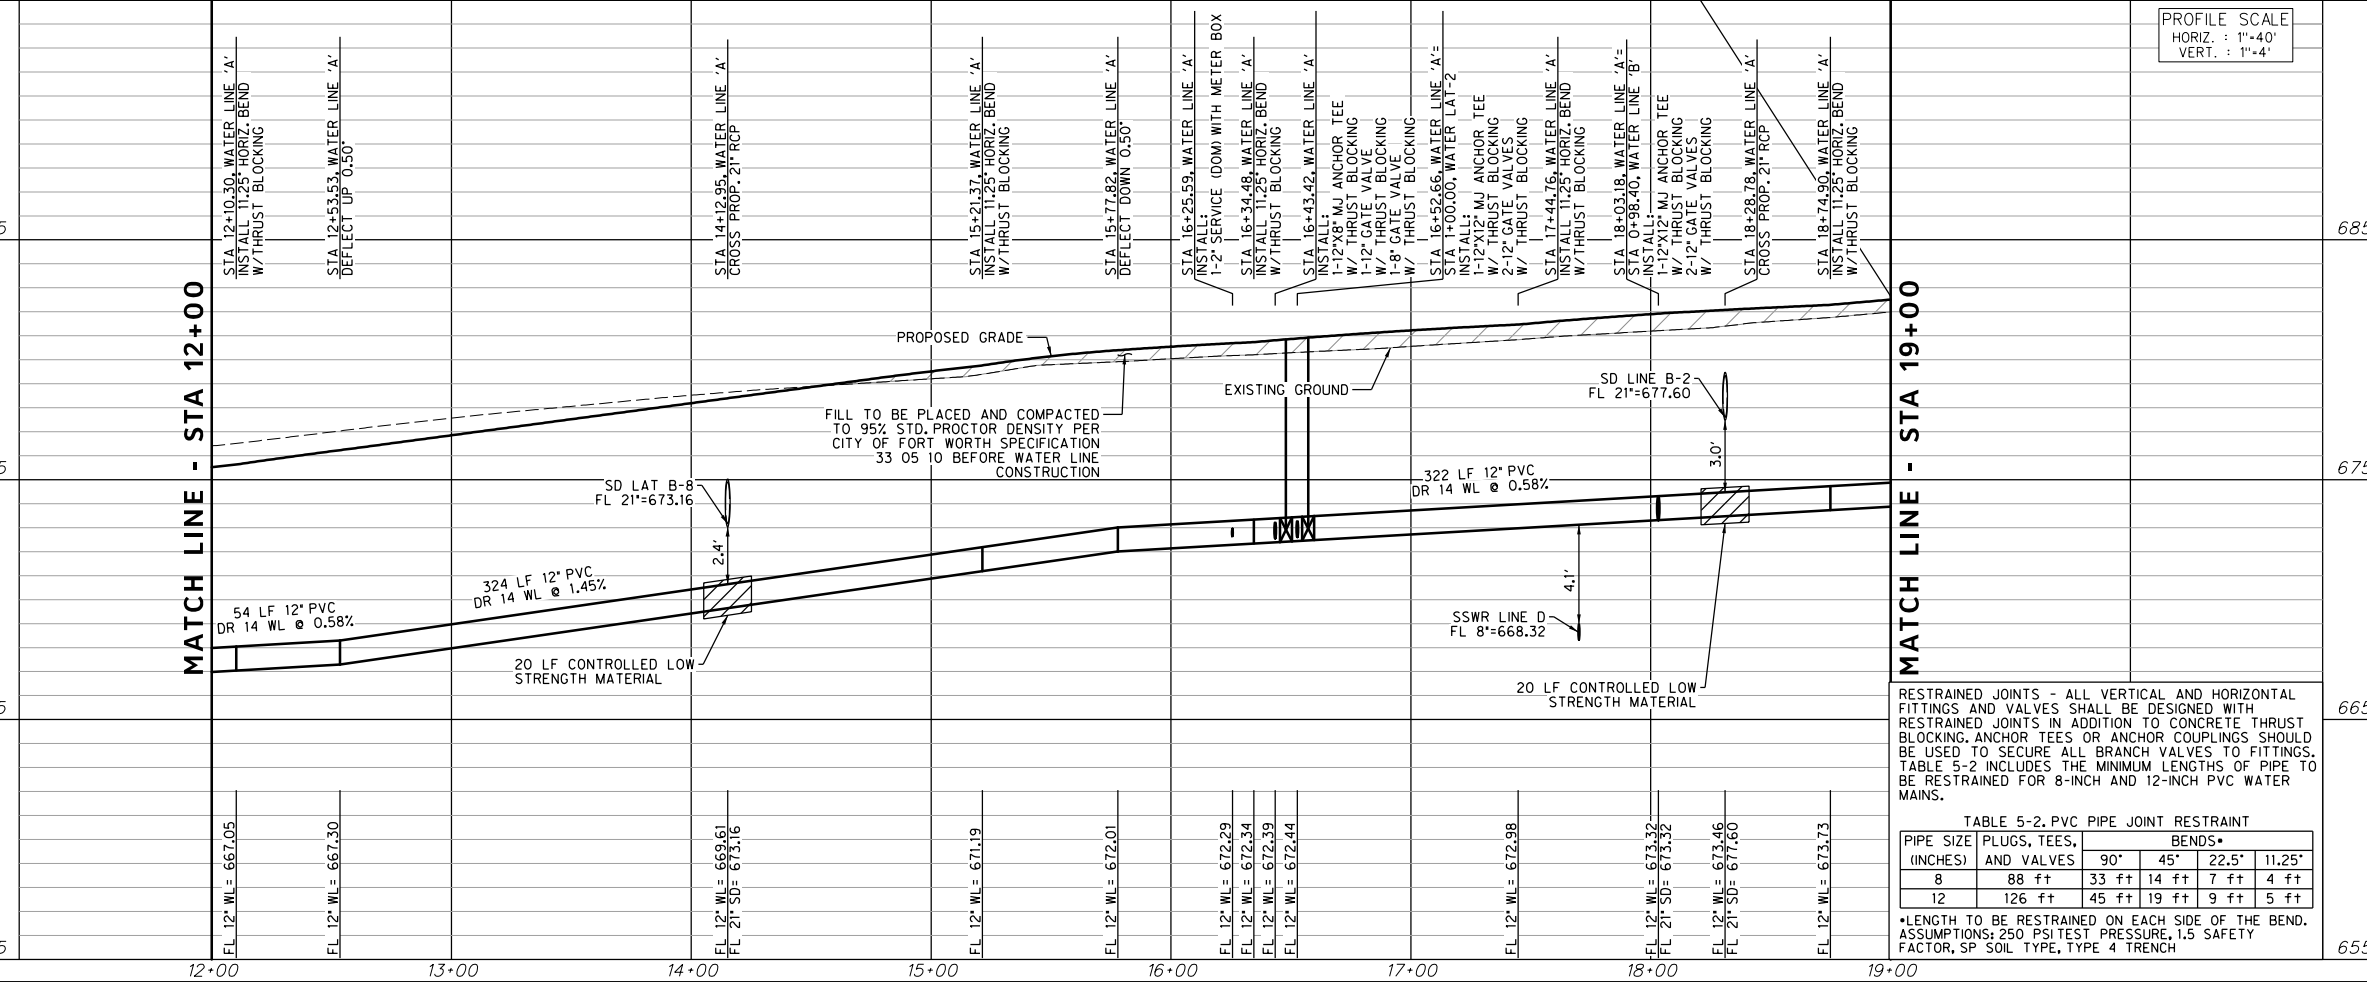 PROFILE SCALE
HORIZ. : 1"=40'
VERT. : 1"=4'
STA 12+10.30, WATER LINE 'A'
INSTALL 11.25° HORIZ. BEND
W/THRUST BLOCKING
STA 12+53.53, WATER LINE 'A'
DEFLECT UP 0.50°
STA 14+12.95, WATER LINE 'A'
CROSS PROP. 21" RCP
STA 15+21.37, WATER LINE 'A'
INSTALL 11.25° HORIZ. BEND
W/THRUST BLOCKING
STA 15+77.82, WATER LINE 'A'
DEFLECT DOWN 0.50°
STA 16+25.59, WATER LINE 'A'
INSTALL:
1-2" SERVICE (DOM) WITH METER BOX
STA 16+34.48, WATER LINE 'A'
INSTALL 11.25° HORIZ. BEND
W/THRUST BLOCKING
STA 16+43.42, WATER LINE 'A'
INSTALL:
1-12"X8" MJ ANCHOR TEE
W/ THRUST BLOCKING
1-12" GATE VALVE
W/ THRUST BLOCKING
1-8" GATE VALVE
W/ THRUST BLOCKING
STA 16+52.66, WATER LINE 'A'=
STA 1+00.00, WATER LAT-2
INSTALL:
1-12"X12" MJ ANCHOR TEE
W/ THRUST BLOCKING
2-12" GATE VALVES
W/ THRUST BLOCKING
STA 17+44.76, WATER LINE 'A'
INSTALL 11.25° HORIZ. BEND
W/THRUST BLOCKING
STA 18+03.18, WATER LINE 'A'=
STA 0+98.40, WATER LINE 'B'
INSTALL:
1-12"X12" MJ ANCHOR TEE
W/ THRUST BLOCKING
2-12" GATE VALVES
W/ THRUST BLOCKING
STA 18+28.78, WATER LINE 'A'
CROSS PROP. 21" RCP
STA 18+74.90, WATER LINE 'A'
INSTALL 11.25° HORIZ. BEND
W/THRUST BLOCKING
5
685
MATCH LINE - STA 12+00
MATCH LINE - STA 19+00
PROPOSED GRADE
EXISTING GROUND
FILL TO BE PLACED AND COMPACTED
TO 95% STD. PROCTOR DENSITY PER
CITY OF FORT WORTH SPECIFICATION
33 05 10 BEFORE WATER LINE
CONSTRUCTION
SD LINE B-2
FL 21"=677.60
3.0'
5
675
SD LAT B-8
FL 21"=673.16
2.4'
322 LF 12" PVC
DR 14 WL @ 0.58%
324 LF 12" PVC
DR 14 WL @ 1.45%
54 LF 12" PVC
DR 14 WL @ 0.58%
4.1'
SSWR LINE D
FL 8"=668.32
20 LF CONTROLLED LOW
STRENGTH MATERIAL
20 LF CONTROLLED LOW
STRENGTH MATERIAL
5
665
RESTRAINED JOINTS - ALL VERTICAL AND HORIZONTAL
FITTINGS AND VALVES SHALL BE DESIGNED WITH
RESTRAINED JOINTS IN ADDITION TO CONCRETE THRUST
BLOCKING. ANCHOR TEES OR ANCHOR COUPLINGS SHOULD
BE USED TO SECURE ALL BRANCH VALVES TO FITTINGS.
TABLE 5-2 INCLUDES THE MINIMUM LENGTHS OF PIPE TO
BE RESTRAINED FOR 8-INCH AND 12-INCH PVC WATER
MAINS.
TABLE 5-2. PVC PIPE JOINT RESTRAINT
PIPE SIZE (INCHES) PLUGS, TEES, AND VALVES BENDS*
90° 45° 22.5° 11.25°
8 88 ft 33 ft 14 ft 7 ft 4 ft
12 126 ft 45 ft 19 ft 9 ft 5 ft
*LENGTH TO BE RESTRAINED ON EACH SIDE OF THE BEND.
ASSUMPTIONS: 250 PSI TEST PRESSURE, 1.5 SAFETY
FACTOR, SP SOIL TYPE, TYPE 4 TRENCH
FL 12" WL= 667.05
FL 12" WL= 667.30
FL 12" WL= 669.61
FL 21" SD= 673.16
FL 12" WL= 671.19
FL 12" WL= 672.01
FL 12" WL= 672.29
FL 12" WL= 672.34
FL 12" WL= 672.39
FL 12" WL= 672.44
FL 12" WL= 672.98
FL 12" WL= 673.32
FL 21" SD= 673.32
FL 12" WL= 673.46
FL 21" SD= 677.60
FL 12" WL= 673.73
5
655
12+00 13+00 14+00 15+00 16+00 17+00 18+00 19+00